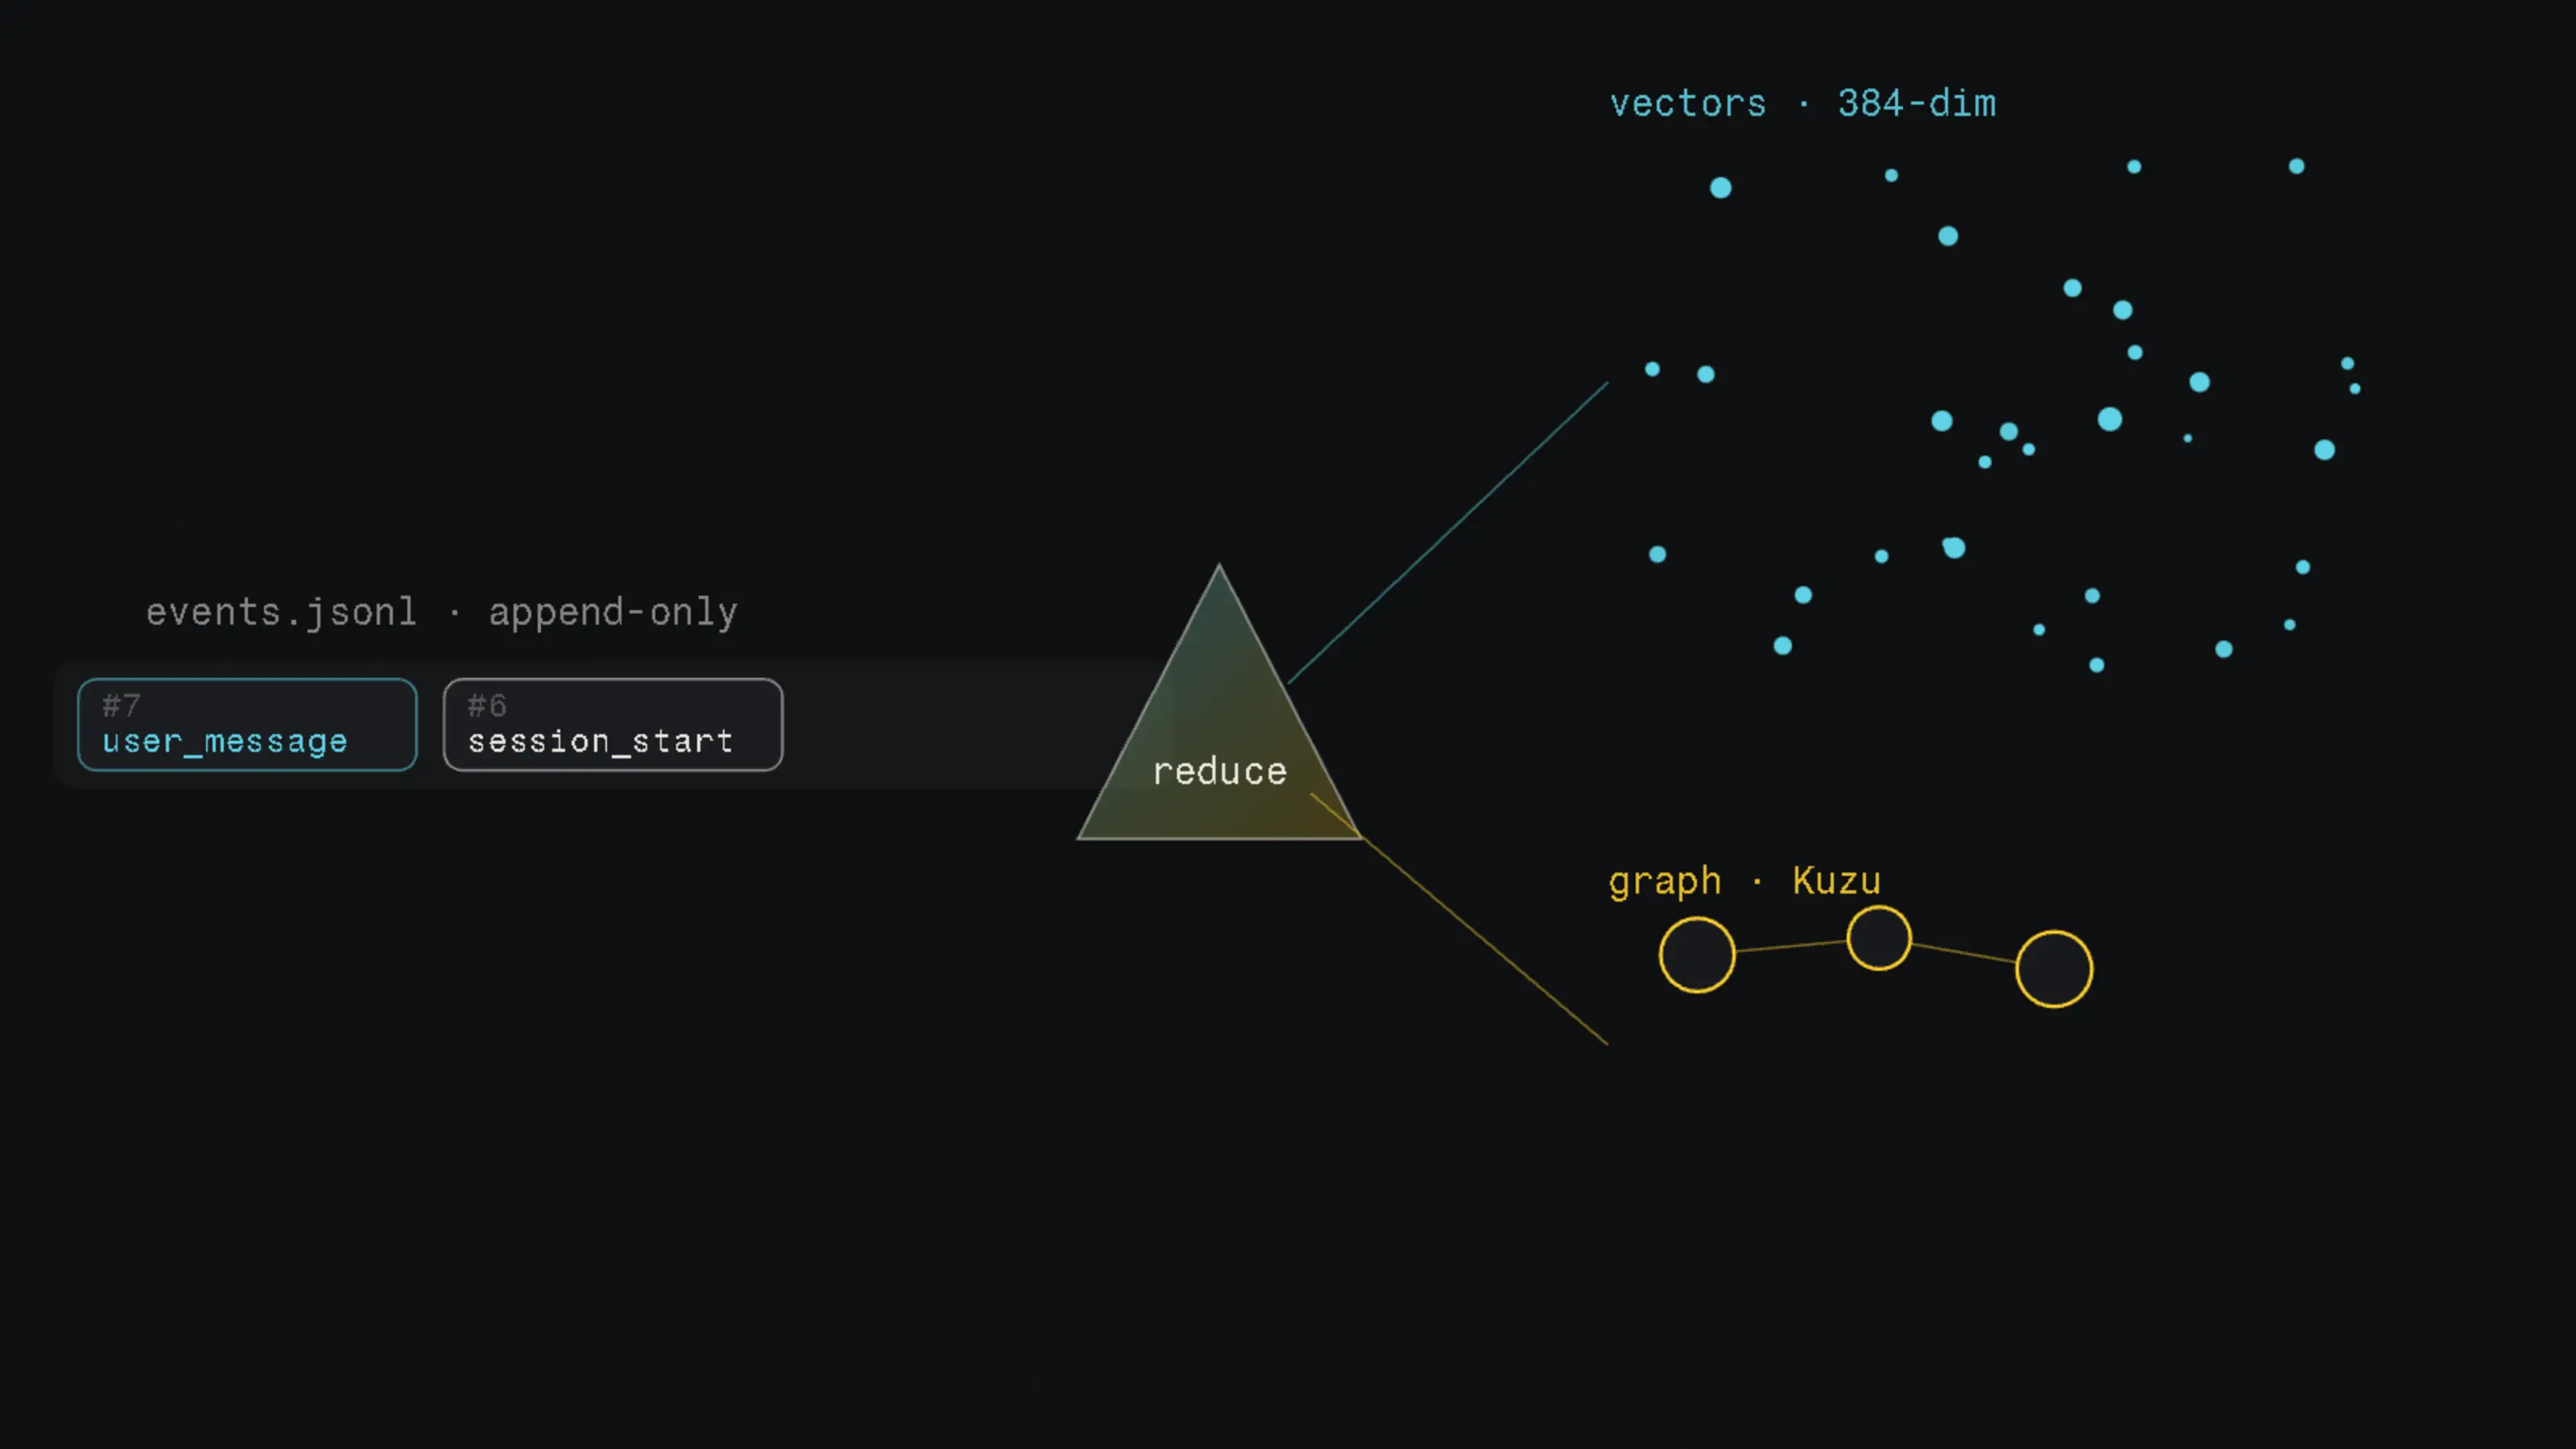 vectors · 384-dim
events.jsonl · append-only
#7
user_message
#6
session_start
reduce
graph · Kuzu